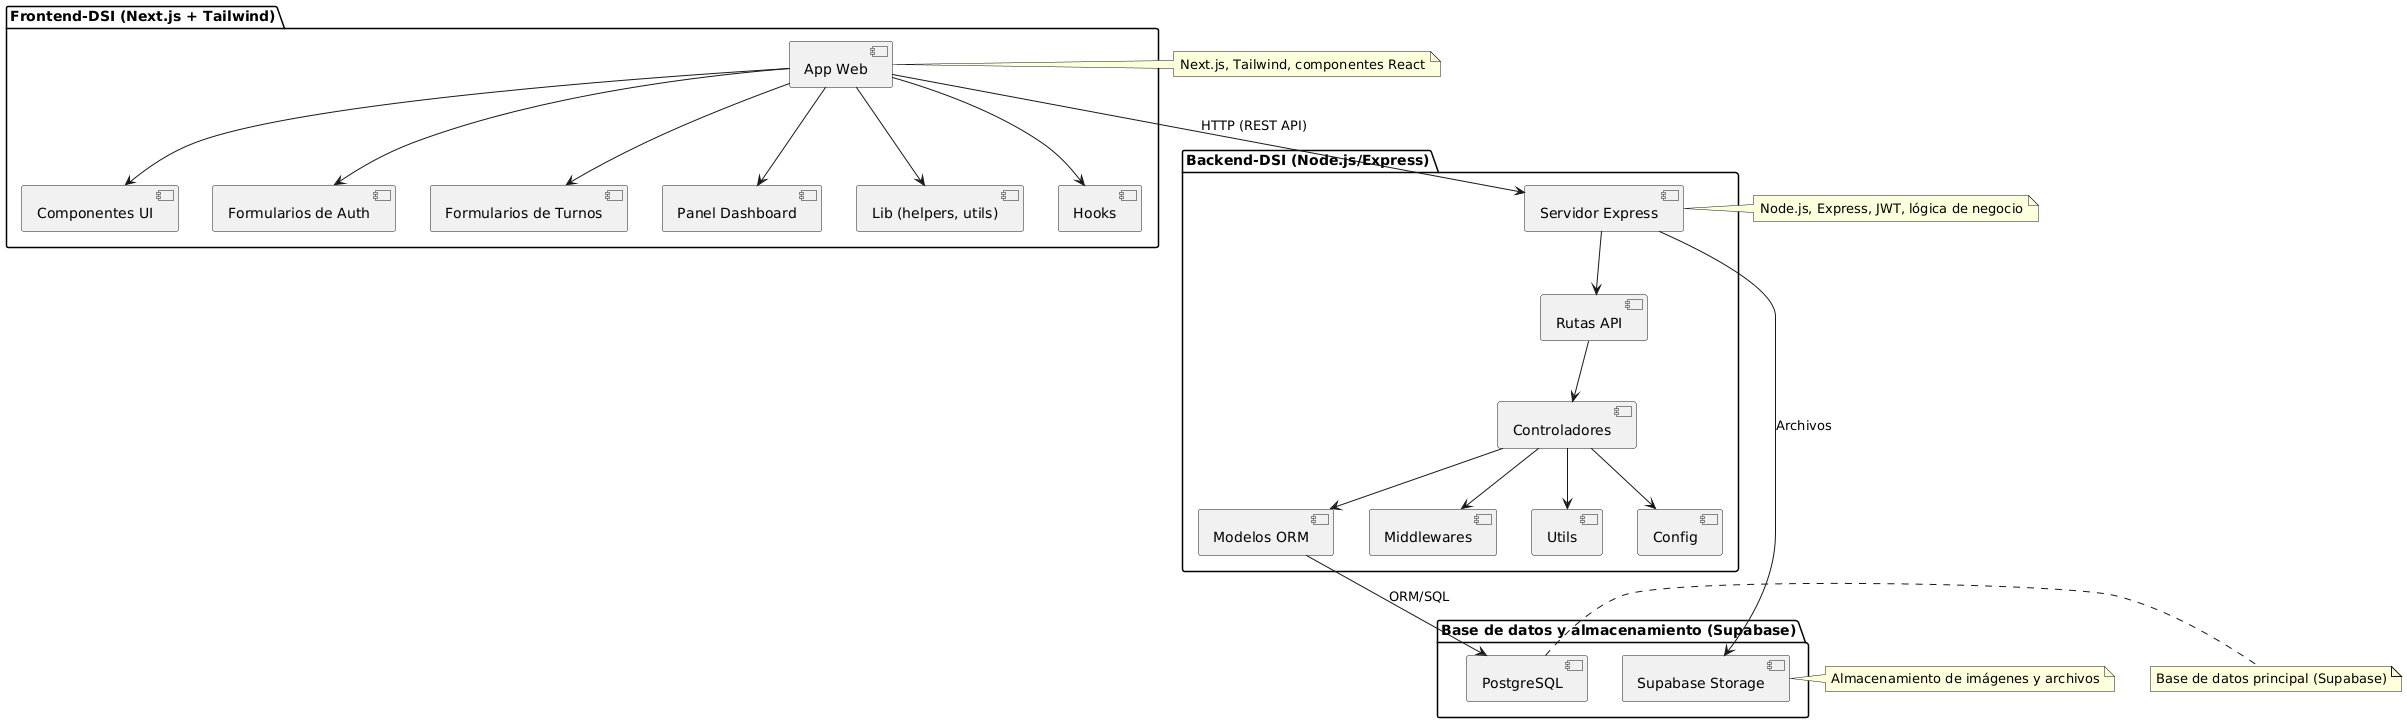 Frontend-DSI (Next.js + Tailwind)
App Web
Next.js, Tailwind, componentes React
HTTP (REST API)
Componentes UI
Formularios de Auth
Formularios de Turnos
Panel Dashboard
Lib (helpers, utils)
Hooks
Backend-DSI (Node.js/Express)
Servidor Express
Node.js, Express, JWT, lógica de negocio
Rutas API
Controladores
Archivos
Modelos ORM
Middlewares
Utils
Config
ORM/SQL
Base de datos y almacenamiento (Supabase)
PostgreSQL
Supabase Storage
Almacenamiento de imágenes y archivos
Base de datos principal (Supabase)